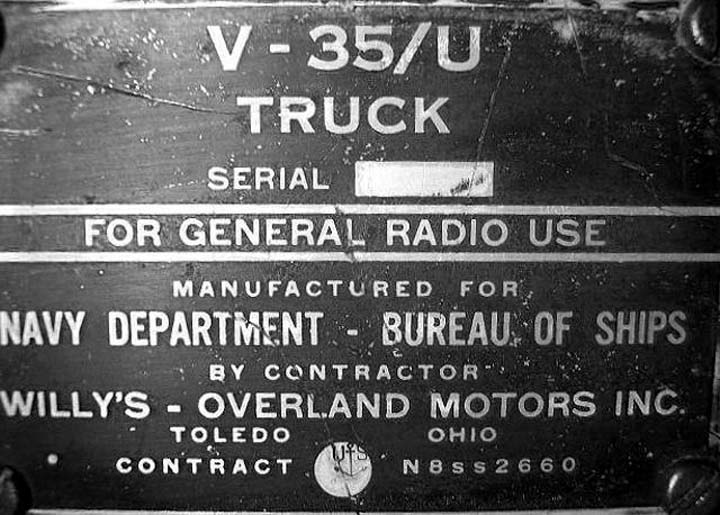 V - 35/U
TRUCK
SERIAL
FOR GENERAL RADIO USE
MANUFACTURED FOR
NAVY DEPARTMENT - BUREAU OF SHIPS
BY CONTRACTOR
WILLY'S - OVERLAND MOTORS INC.
TOLEDO OHIO
CONTRACT U S N8ss2660